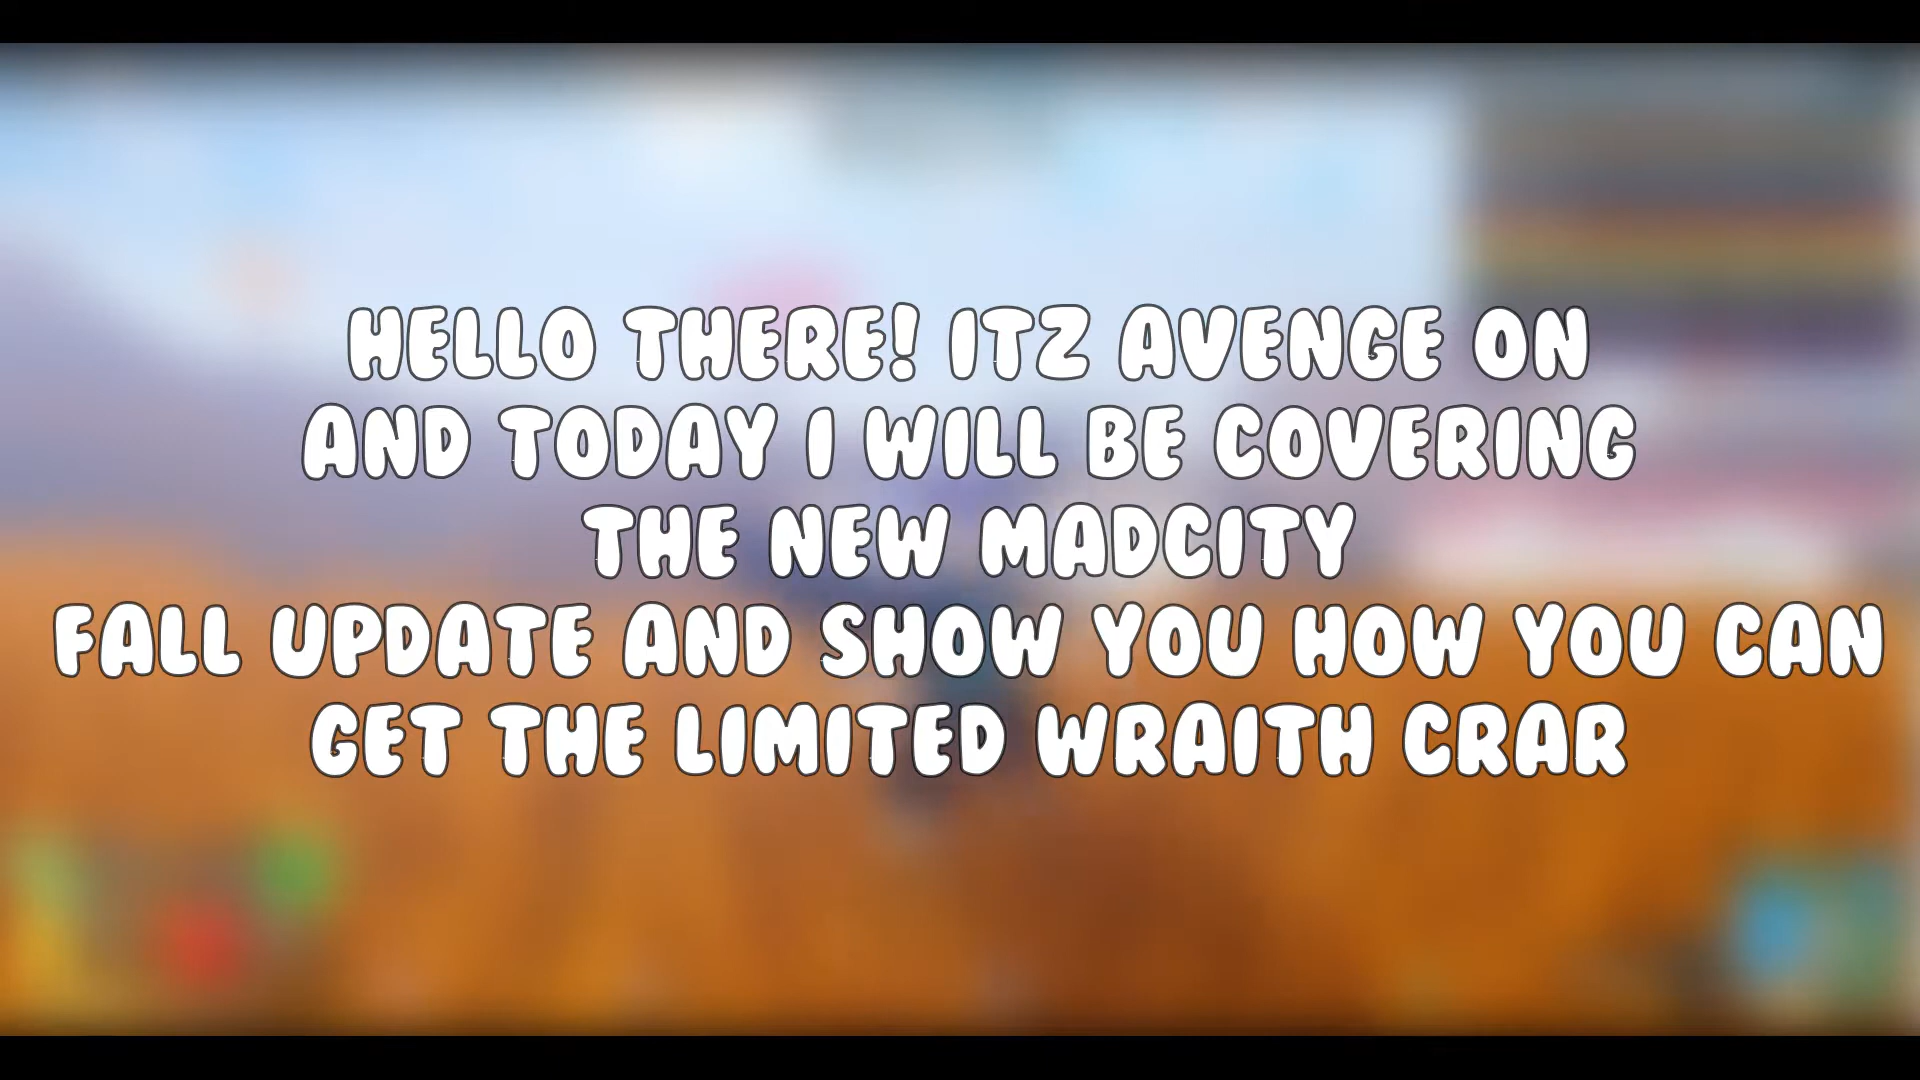 HELLO THERE! ITZ AVENGE ON
AND TODAY I WILL BE COVERING
THE NEW MADCITY
FALL UPDATE AND SHOW YOU HOW YOU CAN
GET THE LIMITED WRAITH CRAR